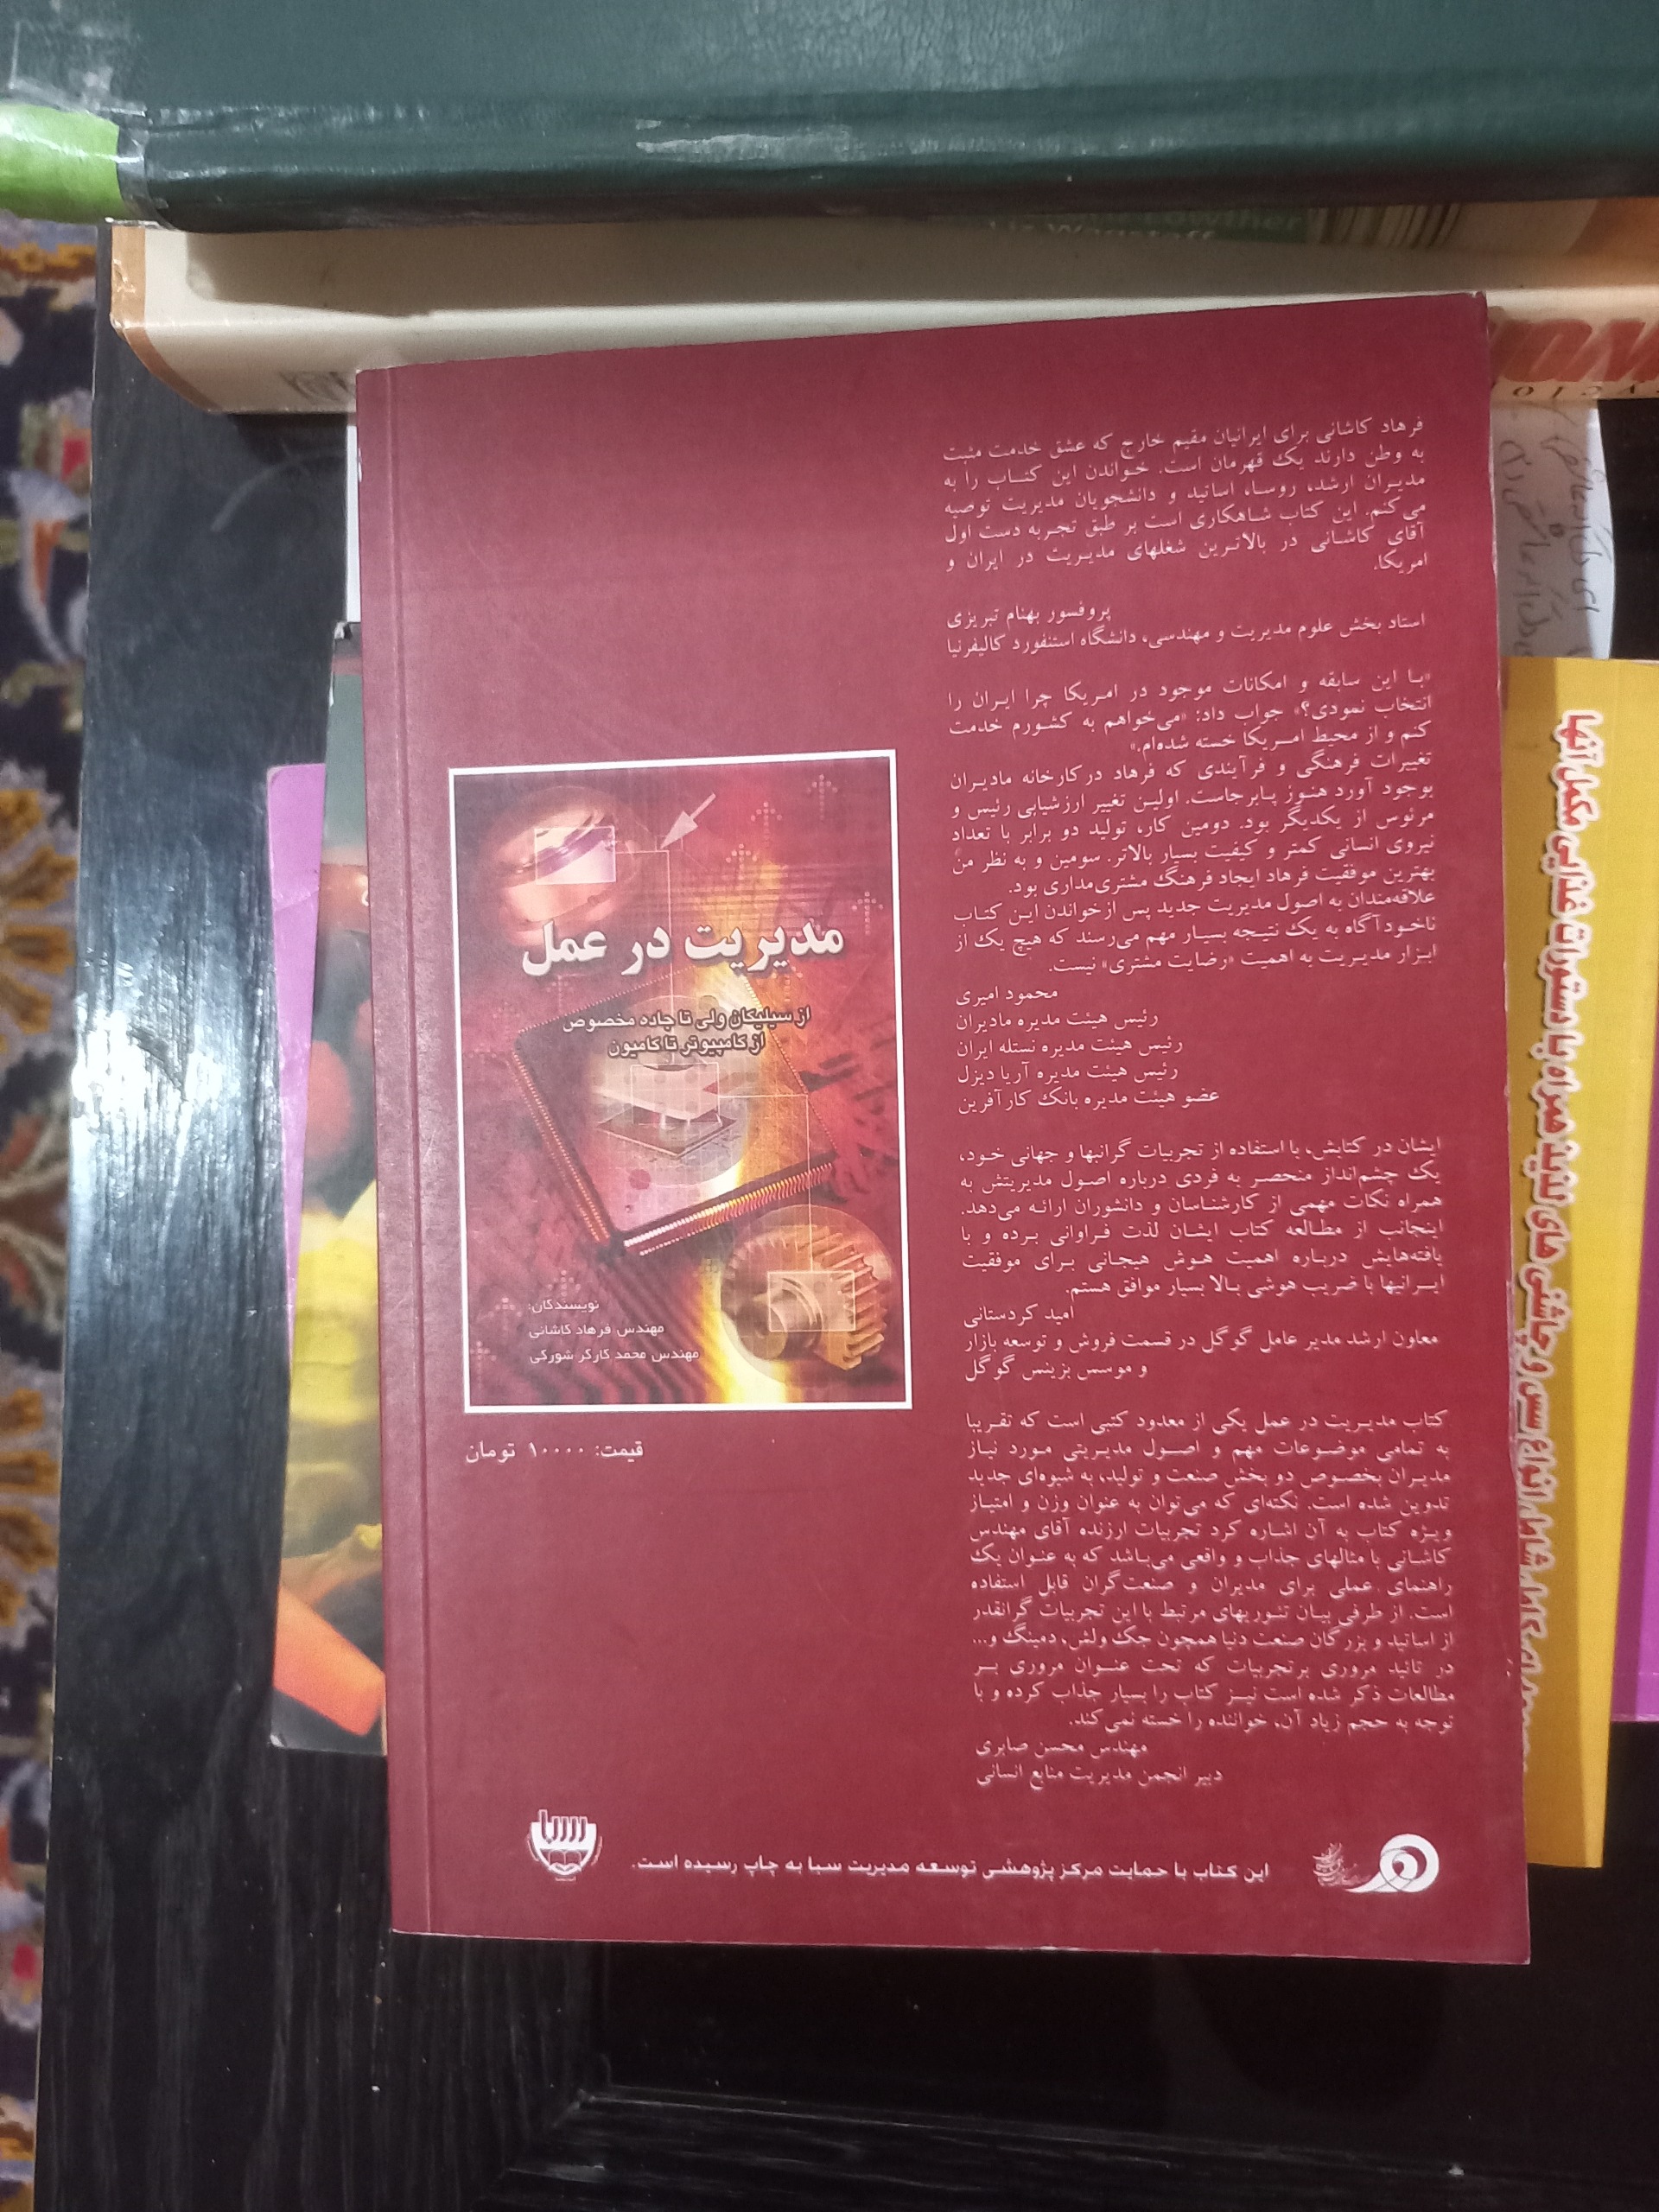 فرهاد کاشانی برای ایرانیان مقیم خارج که عشق خدمت مثبت
به وطن دارند یک قهرمان است. خواندن این کتاب را به
مدیران ارشد، روسا، اساتید و دانشجویان مدیریت توصیه
می‌کنم. این کتاب شاهکاری است بر طبق تجربه دست اول
آقای کاشانی در بالاترین شغلهای مدیریت در ایران و
امریکا.
پروفسور بهنام تبریزی
استاد بخش علوم مدیریت و مهندسی، دانشگاه استنفورد کالیفرنیا
«با این سابقه و امکانات موجود در امریکا چرا ایران را
انتخاب نمودی؟» جواب داد: «می‌خواهم به کشورم خدمت
کنم و از محیط امریکا خسته شده‌ام.»
تغییرات فرهنگی و فرآیندی که فرهاد در کارخانه مادیران
بوجود آورد هنوز پابرجاست. اولین تغییر ارزشیابی رئیس و
مرئوس از یکدیگر بود. دومین کار، تولید دو برابر با تعداد
نیروی انسانی کمتر و کیفیت بسیار بالاتر. سومین و به نظر من
بهترین موفقیت فرهاد ایجاد فرهنگ مشتری‌مداری بود.
علاقه‌مندان به اصول مدیریت جدید پس از خواندن این کتاب
ناخودآگاه به یک نتیجه بسیار مهم می‌رسند که هیچ یک از
ابزار مدیریت به اهمیت «رضایت مشتری» نیست.
محمود امیری
رئیس هیئت مدیره مادیران
رئیس هیئت مدیره نستله ایران
رئیس هیئت مدیره آریا دیزل
عضو هیئت مدیره بانک کارآفرین
ایشان در کتابش، با استفاده از تجربیات گرانبها و جهانی خود،
یک چشم‌انداز منحصر به فردی درباره اصول مدیریتش به
همراه نکات مهمی از کارشناسان و دانشوران ارائه می‌دهد.
اینجانب از مطالعه کتاب ایشان لذت فراوانی برده و با
یافته‌هایش درباره اهمیت هوش هیجانی برای موفقیت
ایرانیها با ضریب هوشی بالا بسیار موافق هستم.
امید کردستانی
معاون ارشد مدیر عامل گوگل در قسمت فروش و توسعه بازار
و موسس بزینس گوگل
کتاب مدیریت در عمل یکی از معدود کتبی است که تقریبا
به تمامی موضوعات مهم و اصول مدیریتی مورد نیاز
مدیران بخصوص دو بخش صنعت و تولید، به شیوه‌ای جدید
تدوین شده است. نکته‌ای که می‌توان به عنوان وزن و امتیاز
ویژه کتاب به آن اشاره کرد تجربیات ارزنده آقای مهندس
کاشانی با مثالهای جذاب و واقعی می‌باشد که به عنوان یک
راهنمای عملی برای مدیران و صنعت‌گران قابل استفاده
است. از طرفی بیان تئوریهای مرتبط با این تجربیات گرانقدر
از اساتید و بزرگان صنعت دنیا همچون جک ولش، دمینگ و...
در تائید مروری بر تجربیات که تحت عنوان مروری بر
مطالعات ذکر شده است نیز کتاب را بسیار جذاب کرده و با
توجه به حجم زیاد آن، خواننده را خسته نمی‌کند.
مهندس محسن صابری
دبیر انجمن مدیریت منابع انسانی
مدیریت در عمل
از سیلیکان ولی تا جاده مخصوص
از کامپیوتر تا کامیون
نویسندگان:
مهندس فرهاد کاشانی
مهندس محمد کارگر شورکی
قیمت: ۱۰۰۰۰ تومان
این کتاب با حمایت مرکز پژوهشی توسعه مدیریت سبا به چاپ رسیده است.
سبا